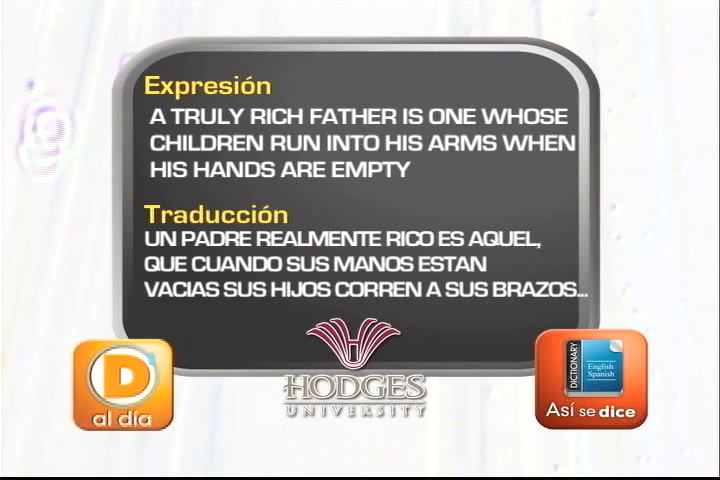 Expresión
A TRULY RICH FATHER IS ONE WHOSE
CHILDREN RUN INTO HIS ARMS WHEN
HIS HANDS ARE EMPTY
Traducción
UN PADRE REALMENTE RICO ES AQUEL,
QUE CUANDO SUS MANOS ESTAN
VACIAS SUS HIJOS CORREN A SUS BRAZOS...
D
al día
H
HODGES
UNIVERSITY
DICTIONARY
English
Spanish
Así se dice